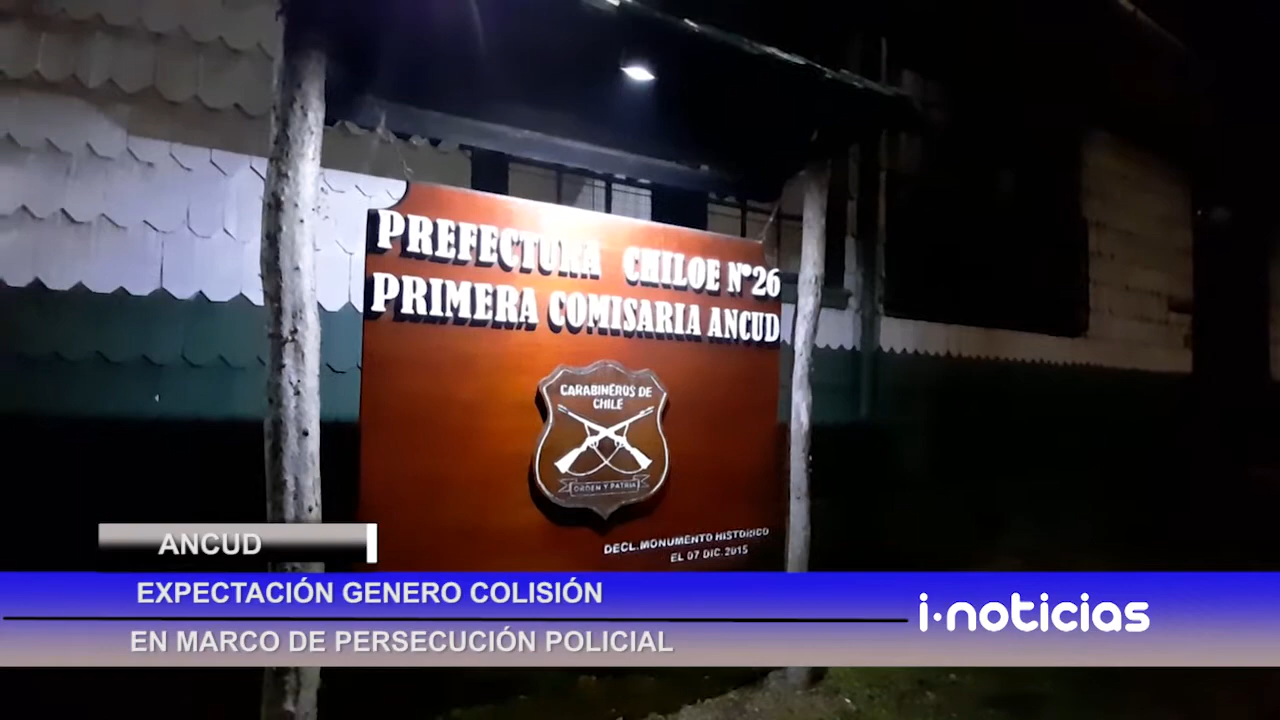 PREFECTURA CHILOE N°26
PRIMERA COMISARIA ANCUD
CARABINEROS DE
CHILE
ORDEN Y PATRIA
DECL. MONUMENTO HISTORICO
EL 07 DIC. 2015
ANCUD
EXPECTACIÓN GENERO COLISIÓN
EN MARCO DE PERSECUCIÓN POLICIAL
i·noticias